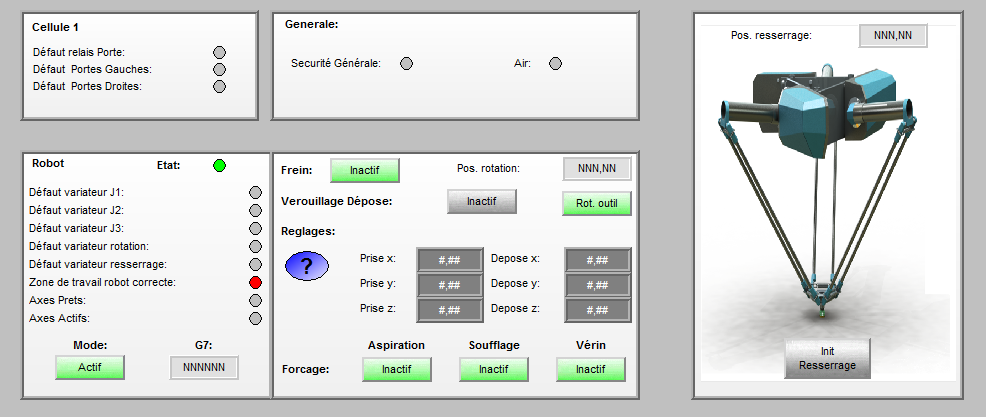 Cellule 1
Défaut relais Porte:
Défaut Portes Gauches:
Défaut Portes Droites:
Generale:
Securité Générale:
Air:
Pos. resserrage:
NNN,NN
Init
Resserrage
Robot
Etat:
Défaut variateur J1:
Défaut variateur J2:
Défaut variateur J3:
Défaut variateur rotation:
Défaut variateur resserrage:
Zone de travail robot correcte:
Axes Prets:
Axes Actifs:
Mode:
G7:
Actif
NNNNNN
Frein:
Inactif
Pos. rotation:
NNN,NN
Verouillage Dépose:
Inactif
Rot. outil
Reglages:
?
Prise x:
#,##
Depose x:
#,##
Prise y:
#,##
Depose y:
#,##
Prise z:
#,##
Depose z:
#,##
Aspiration
Soufflage
Vérin
Forcage:
Inactif
Inactif
Inactif